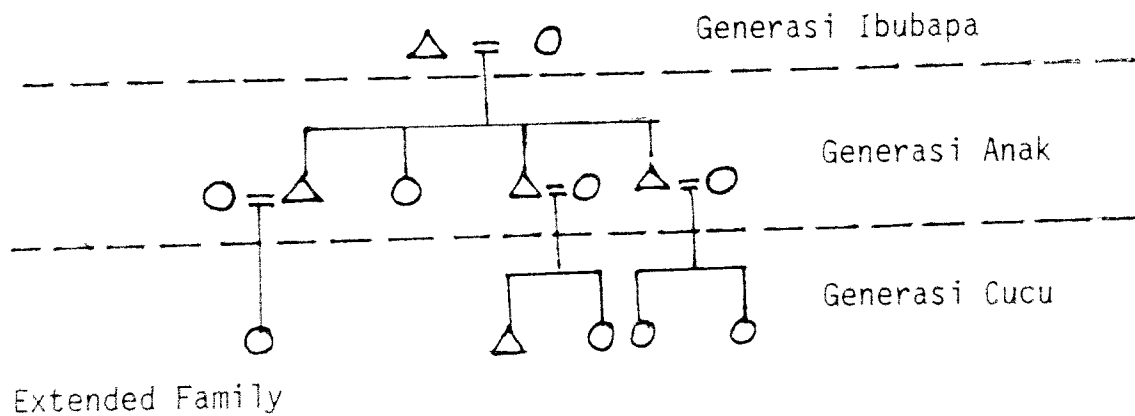 Generasi Ibubapa
Generasi Anak
Generasi Cucu
Extended Family